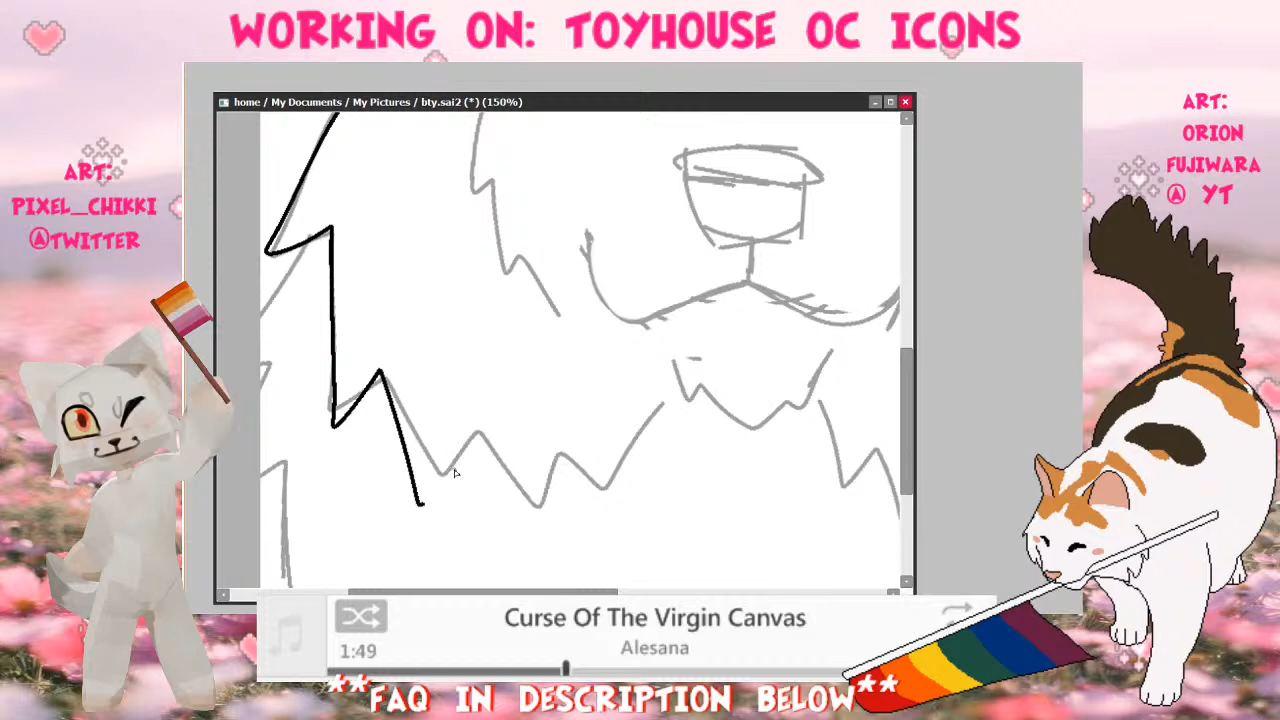 WORKING ON: TOYHOUSE OC ICONS
home / My Documents / My Pictures / bty.sai2 (*) (150%)
ART:
PIXEL_CHIKKI
@TWITTER
ART:
ORION
FUJIWARA
@ YT
Curse Of The Virgin Canvas
1:49
Alesana
**FAQ IN DESCRIPTION BELOW**